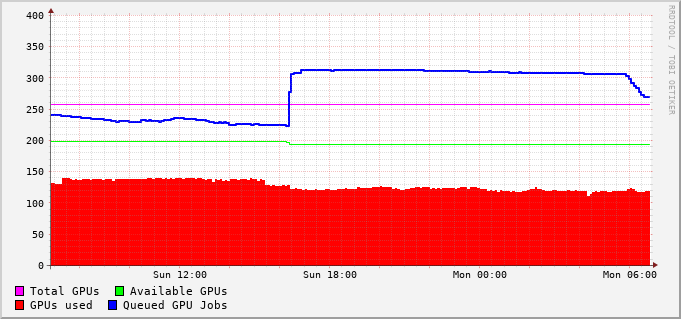 400
350
300
250
200
150
100
50
0
Sun 12:00 Sun 18:00 Mon 00:00 Mon 06:00
Total GPUs Available GPUs
GPUs used Queued GPU Jobs
RRDTOOL / TOBI OETIKER